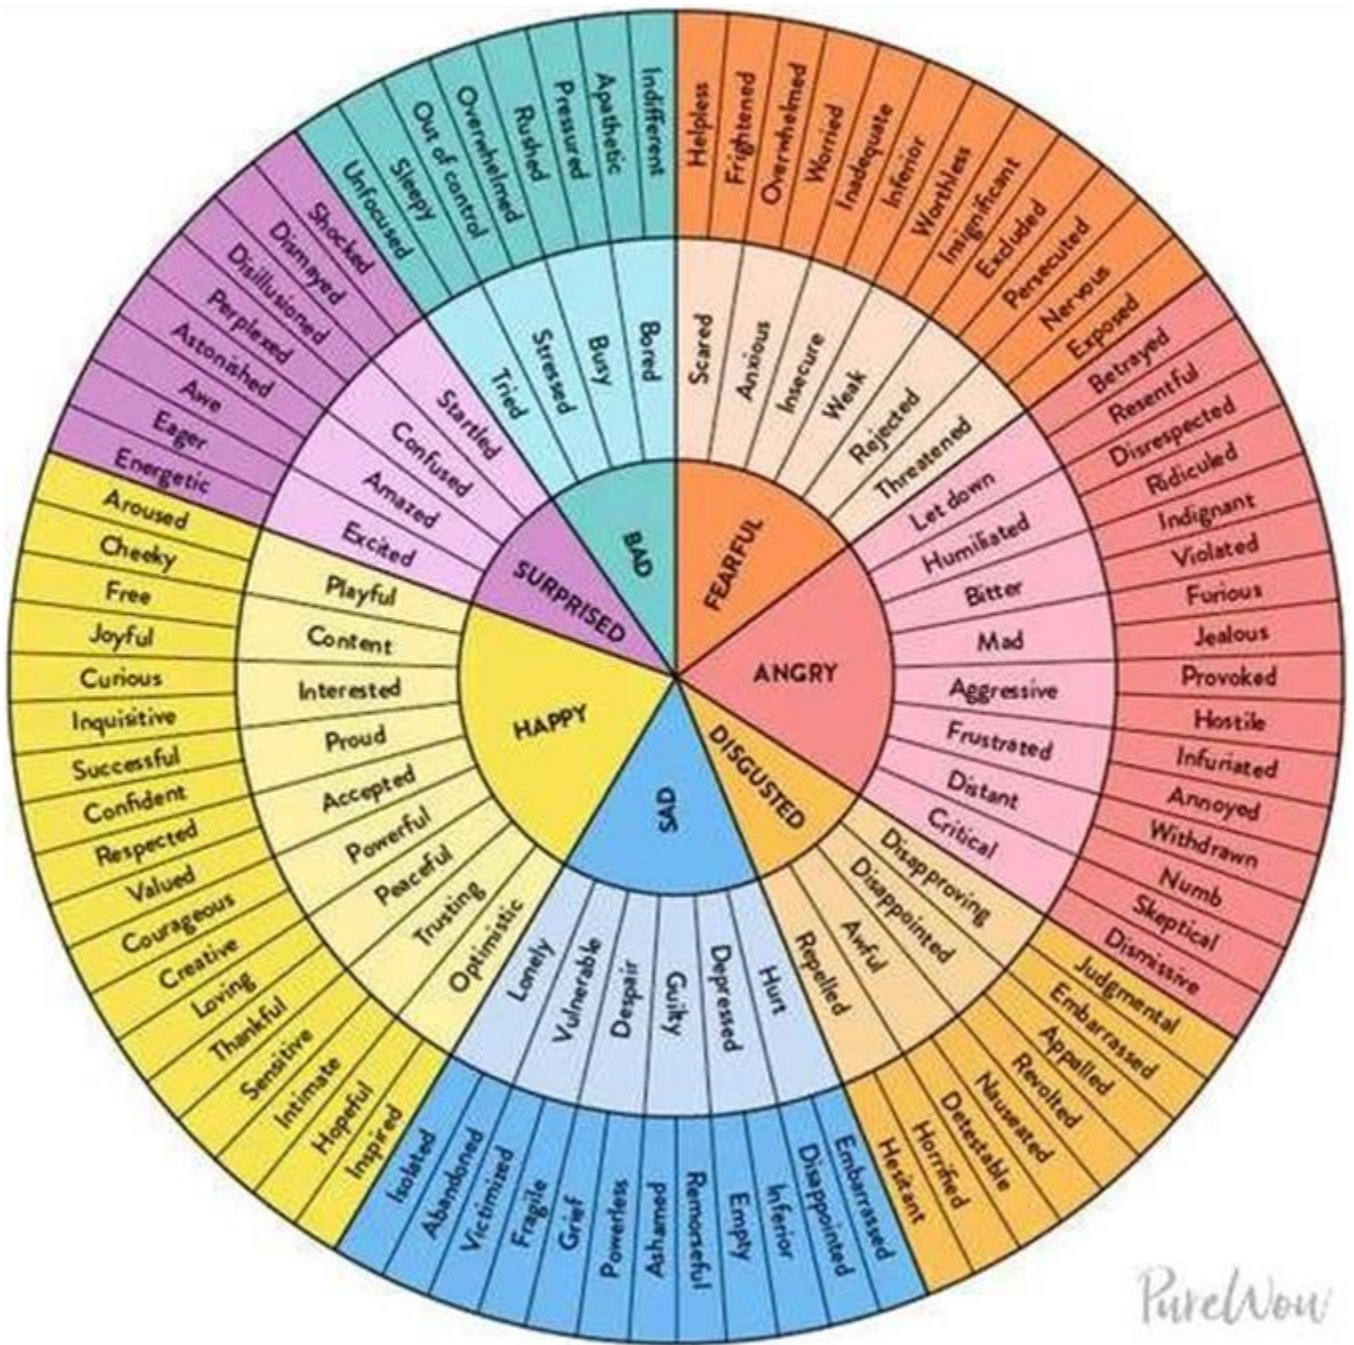 BAD
FEARFUL
ANGRY
DISGUSTED
SAD
HAPPY
SURPRISED
Bored
Busy
Stressed
Tried
Scared
Anxious
Insecure
Weak
Rejected
Threatened
Let down
Humiliated
Bitter
Mad
Aggressive
Frustrated
Distant
Critical
Disapproving
Disappointed
Awful
Repelled
Hurt
Depressed
Guilty
Despair
Vulnerable
Lonely
Optimistic
Trusting
Peaceful
Powerful
Accepted
Proud
Interested
Content
Playful
Excited
Amazed
Confused
Startled
Unfocused
Sleepy
Out of control
Overwhelmed
Rushed
Pressured
Apathetic
Indifferent
Helpless
Frightened
Overwhelmed
Worried
Inadequate
Inferior
Worthless
Insignificant
Excluded
Persecuted
Nervous
Exposed
Betrayed
Resentful
Disrespected
Ridiculed
Indignant
Violated
Furious
Jealous
Provoked
Hostile
Infuriated
Annoyed
Withdrawn
Numb
Skeptical
Dismissive
Judgmental
Embarrassed
Appalled
Revolted
Nauseated
Detestable
Horrified
Hesitant
Embarrassed
Disappointed
Inferior
Empty
Remorseful
Ashamed
Powerless
Grief
Fragile
Victimized
Abandoned
Isolated
Inspired
Hopeful
Intimate
Sensitive
Thankful
Loving
Creative
Courageous
Valued
Respected
Confident
Successful
Inquisitive
Curious
Joyful
Free
Cheeky
Aroused
Energetic
Eager
Awe
Astonished
Perplexed
Disillusioned
Dismayed
Shocked
PureWow